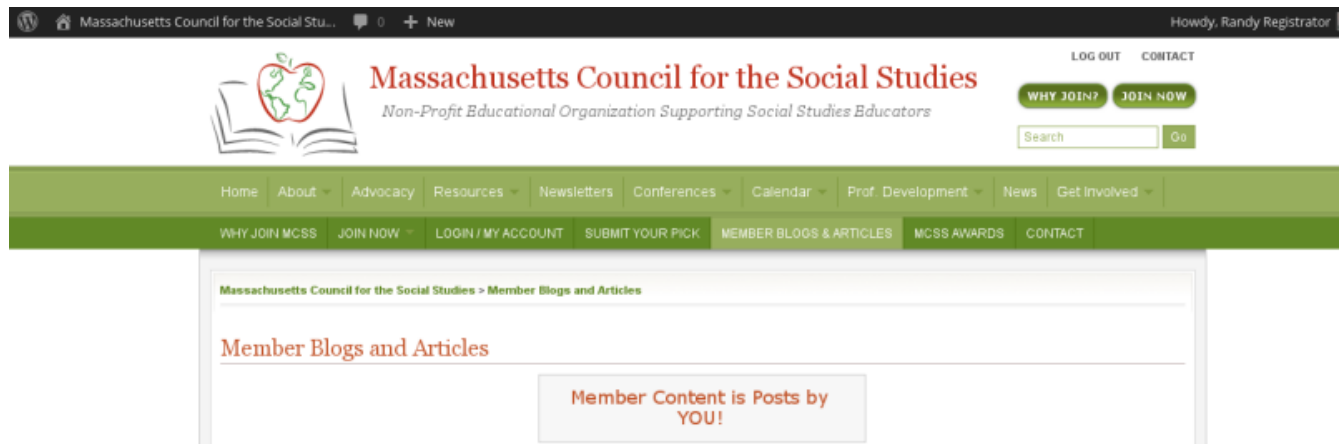 Massachusetts Council for the Social Stu... 0 + New Howdy, Randy Registrator
LOG OUT CONTACT
Massachusetts Council for the Social Studies
Non-Profit Educational Organization Supporting Social Studies Educators
WHY JOIN? JOIN NOW
Search Go
Home About Advocacy Resources Newsletters Conferences Calendar Prof. Development News Get Involved
WHY JOIN MCSS JOIN NOW LOGIN / MY ACCOUNT SUBMIT YOUR PICK MEMBER BLOGS & ARTICLES MCSS AWARDS CONTACT
Massachusetts Council for the Social Studies > Member Blogs and Articles
Member Blogs and Articles
Member Content is Posts by
YOU!